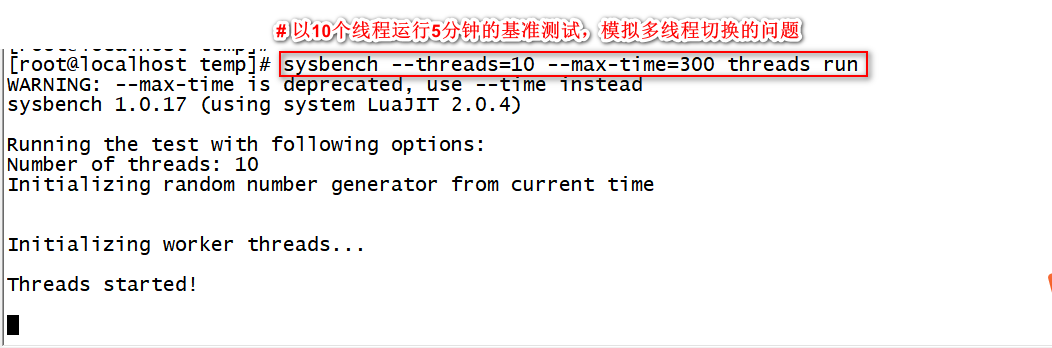 # 以10个线程运行5分钟的基准测试，模拟多线程切换的问题
[root@localhost temp]#
[root@localhost temp]# sysbench --threads=10 --max-time=300 threads run
WARNING: --max-time is deprecated, use --time instead
sysbench 1.0.17 (using system LuaJIT 2.0.4)
Running the test with following options:
Number of threads: 10
Initializing random number generator from current time
Initializing worker threads...
Threads started!